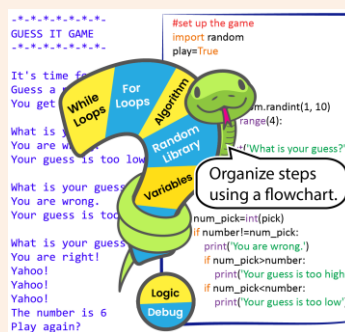 -*-*-*-*-*-*-
GUESS IT GAME
-*-*-*-*-*-*-
It's time
Guess a
You get
What is
You are
Your guess is too low
What is your guess
You are wrong.
Your guess is too
What is your guess
You are right!
Yahoo!
Yahoo!
Yahoo!
The number is 6
Play again?
While Loops
For Loops
Algorithm
Random Library
Variables
Logic
Debug
#set up the game
import random
play=True
.randint(1, 10)
range(4):
('What is your guess?'
Organize steps
using a flowchart.
num_pick=int(pick)
if number!=num_pick:
print('You are wrong.')
if num_pick>number:
print('Your guess is too high
if num_pick<number:
print('Your guess is too low'